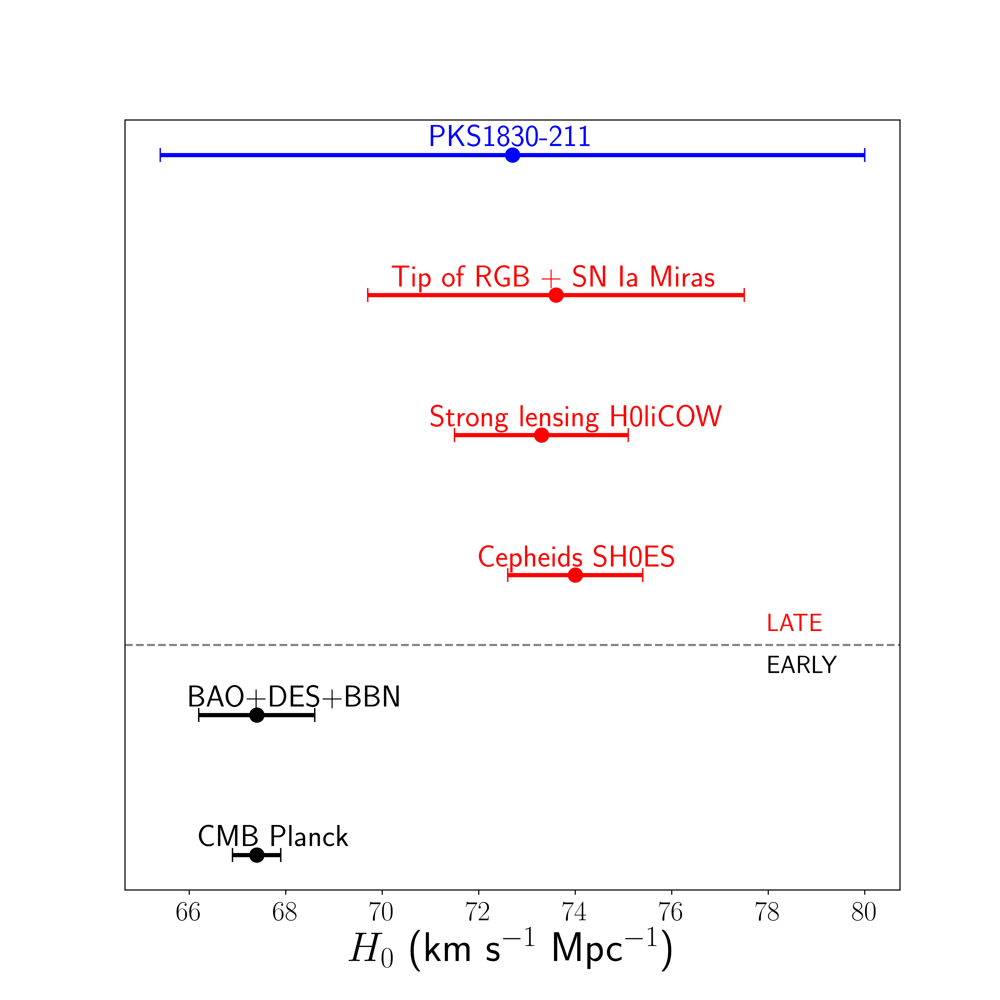 PKS1830-211
Tip of RGB + SN Ia Miras
Strong lensing H0liCOW
Cepheids SH0ES
LATE
EARLY
BAO+DES+BBN
CMB Planck
66 68 70 72 74 76 78 80
H₀ (km s⁻¹ Mpc⁻¹)